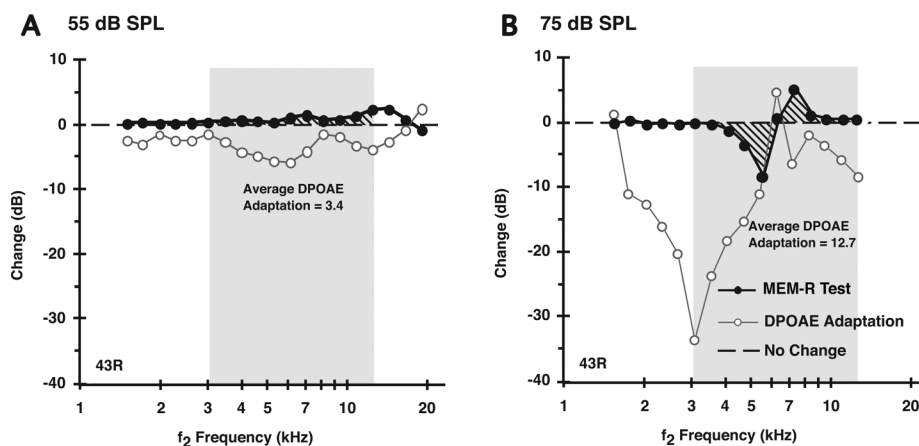 A 55 dB SPL
10
0
-10
-20
-30
-40
Change (dB)
Average DPOAE
Adaptation = 3.4
43R
1
2
3
4
5
7
10
20
f2 Frequency (kHz)
B 75 dB SPL
10
0
-10
-20
-30
-40
Change (dB)
Average DPOAE
Adaptation = 12.7
MEM-R Test
DPOAE Adaptation
No Change
43R
1
2
3
4
5
7
10
20
f2 Frequency (kHz)